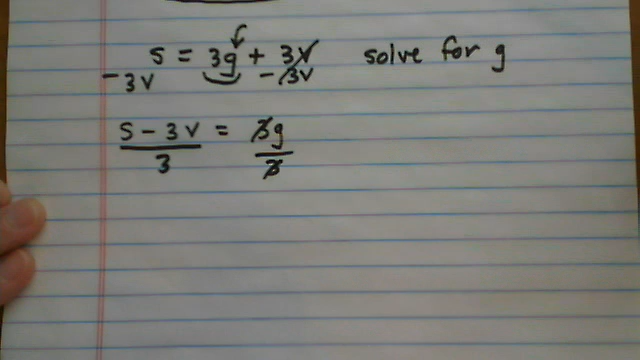 s = 3g + 3v solve for g
-3v -3v
s - 3v = 3g
3 3